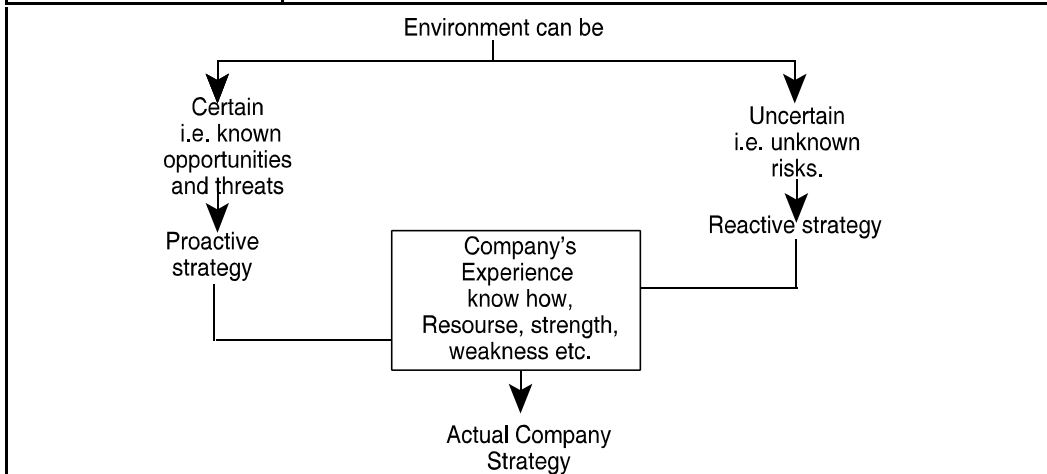 Environment can be
Certain
i.e. known
opportunities
and threats
Uncertain
i.e. unknown
risks.
Proactive
strategy
Reactive strategy
Company's
Experience
know how,
Resourse, strength,
weakness etc.
Actual Company
Strategy